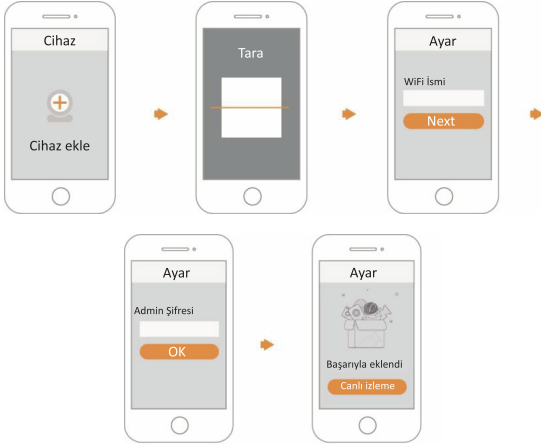 Cihaz
Cihaz ekle
Tara
Ayar
WiFi İsmi
Next
Ayar
Admin Şifresi
OK
Ayar
Başarıyla eklendi
Canlı izleme